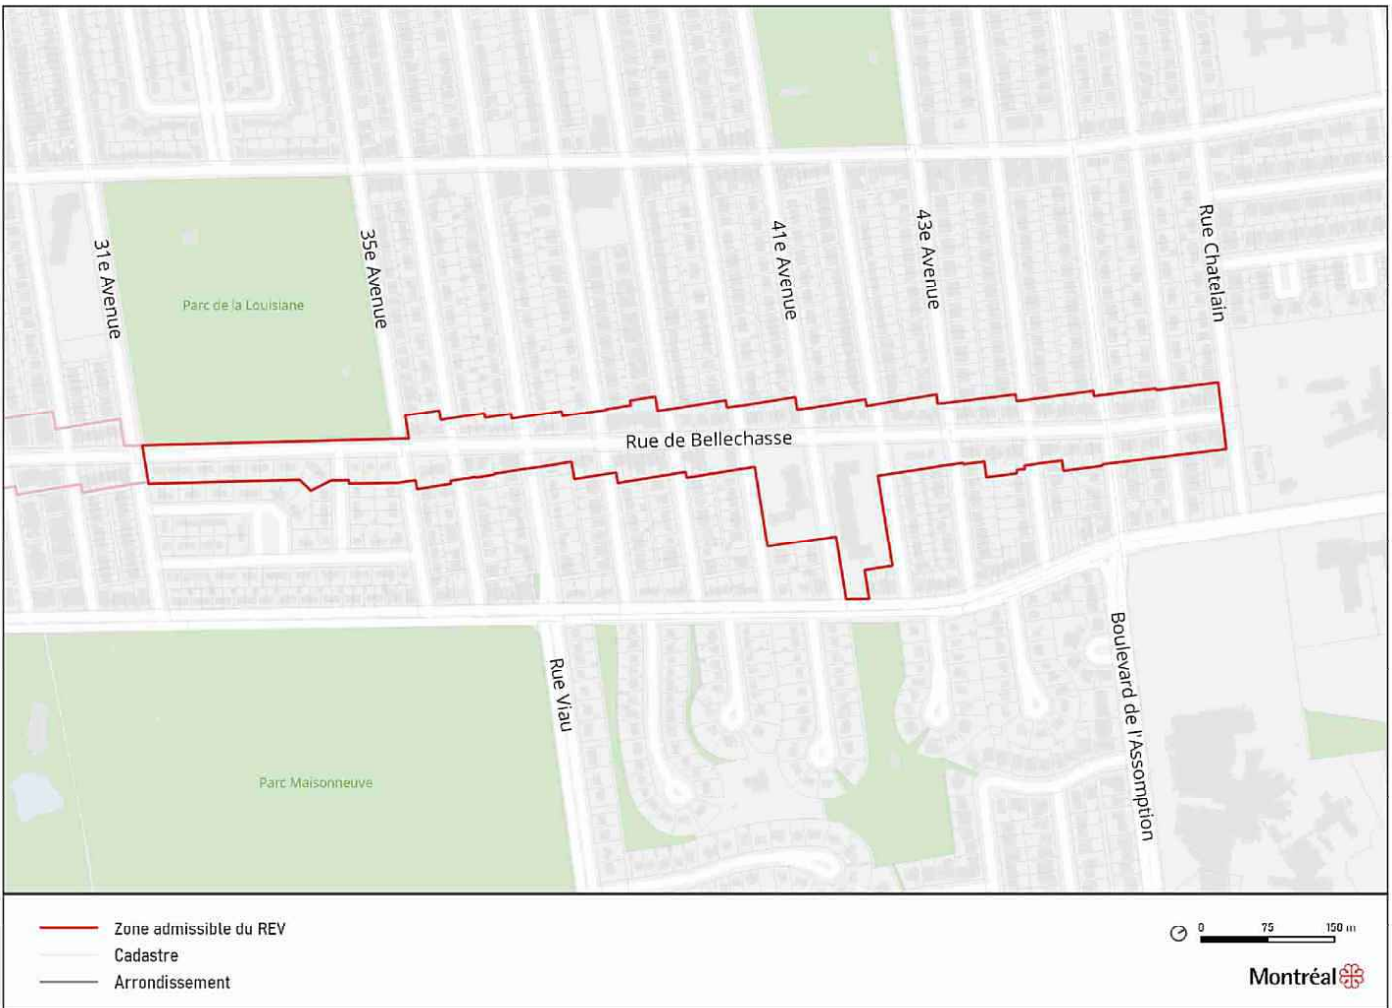 31e Avenue
35e Avenue
41e Avenue
43e Avenue
Rue Chatelain
Parc de la Louisiane
Rue de Bellechasse
Rue Viau
Boulevard de l'Assomption
Parc Maisonneuve
Zone admissible du REV
Cadastre
Arrondissement
0 75 150 m
Montréal